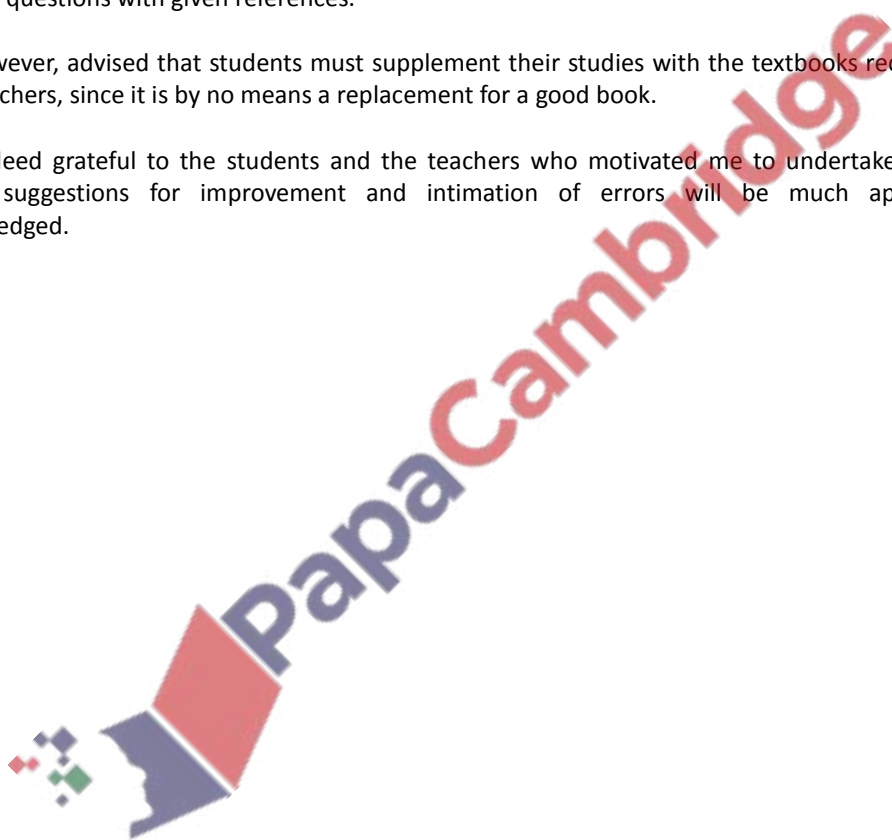 questions with given references.
wever, advised that students must supplement their studies with the textbooks rec
chers, since it is by no means a replacement for a good book.
leed grateful to the students and the teachers who motivated me to undertake
suggestions for improvement and intimation of errors will be much ap
edged.
PapaCambridge